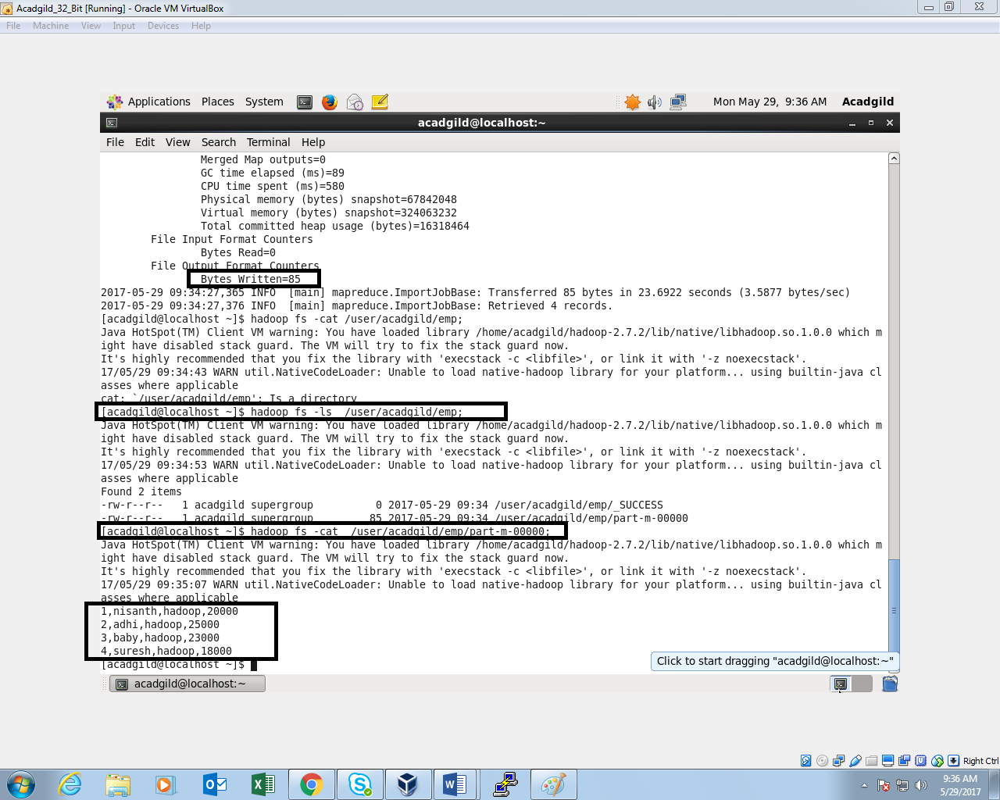 Acadgild_32_Bit [Running] - Oracle VM VirtualBox
File Machine View Input Devices Help
Applications Places System Mon May 29, 9:36 AM Acadgild
acadgild@localhost:~
File Edit View Search Terminal Help
Merged Map outputs=0
GC time elapsed (ms)=89
CPU time spent (ms)=580
Physical memory (bytes) snapshot=67842048
Virtual memory (bytes) snapshot=324063232
Total committed heap usage (bytes)=16318464
File Input Format Counters
Bytes Read=0
File Output Format Counters
Bytes Written=85
2017-05-29 09:34:27,365 INFO  [main] mapreduce.ImportJobBase: Transferred 85 bytes in 23.6922 seconds (3.5877 bytes/sec)
2017-05-29 09:34:27,376 INFO  [main] mapreduce.ImportJobBase: Retrieved 4 records.
[acadgild@localhost ~]$ hadoop fs -cat /user/acadgild/emp;
Java HotSpot(TM) Client VM warning: You have loaded library /home/acadgild/hadoop-2.7.2/lib/native/libhadoop.so.1.0.0 which m
ight have disabled stack guard. The VM will try to fix the stack guard now.
It's highly recommended that you fix the library with 'execstack -c <libfile>', or link it with '-z noexecstack'.
17/05/29 09:34:43 WARN util.NativeCodeLoader: Unable to load native-hadoop library for your platform... using builtin-java cl
asses where applicable
cat: `/user/acadgild/emp': Is a directory
[acadgild@localhost ~]$ hadoop fs -ls  /user/acadgild/emp;
Java HotSpot(TM) Client VM warning: You have loaded library /home/acadgild/hadoop-2.7.2/lib/native/libhadoop.so.1.0.0 which m
ight have disabled stack guard. The VM will try to fix the stack guard now.
It's highly recommended that you fix the library with 'execstack -c <libfile>', or link it with '-z noexecstack'.
17/05/29 09:34:53 WARN util.NativeCodeLoader: Unable to load native-hadoop library for your platform... using builtin-java cl
asses where applicable
Found 2 items
-rw-r--r--   1 acadgild supergroup          0 2017-05-29 09:34 /user/acadgild/emp/_SUCCESS
-rw-r--r--   1 acadgild supergroup         85 2017-05-29 09:34 /user/acadgild/emp/part-m-00000
[acadgild@localhost ~]$ hadoop fs -cat  /user/acadgild/emp/part-m-00000;
Java HotSpot(TM) Client VM warning: You have loaded library /home/acadgild/hadoop-2.7.2/lib/native/libhadoop.so.1.0.0 which m
ight have disabled stack guard. The VM will try to fix the stack guard now.
It's highly recommended that you fix the library with 'execstack -c <libfile>', or link it with '-z noexecstack'.
17/05/29 09:35:07 WARN util.NativeCodeLoader: Unable to load native-hadoop library for your platform... using builtin-java cl
asses where applicable
1,nisanth,hadoop,20000
2,adhi,hadoop,25000
3,baby,hadoop,23000
4,suresh,hadoop,18000
[acadgild@localhost ~]$
Click to start dragging "acadgild@localhost:~"
acadgild@localhost:~
Right Ctrl
9:36 AM
5/29/2017